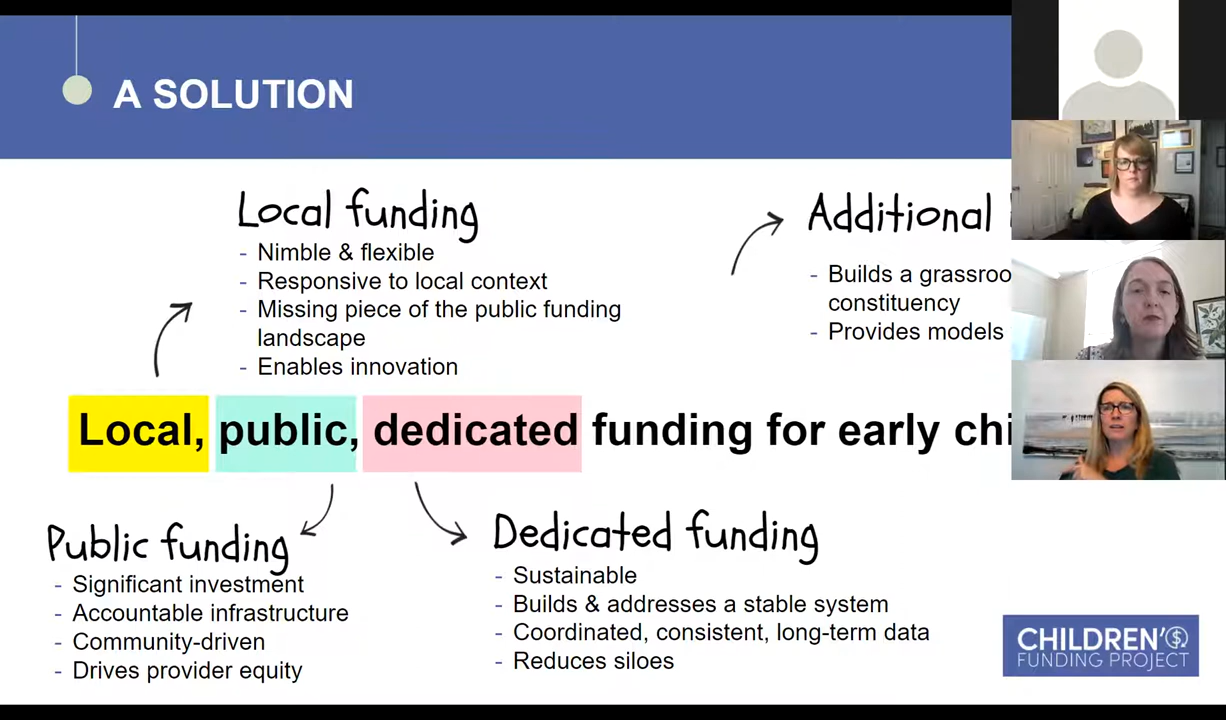 A SOLUTION
Local funding
- Nimble & flexible
- Responsive to local context
- Missing piece of the public funding
landscape
- Enables innovation
Additional
- Builds a
constituency
- Provides models
Local, public, dedicated funding for early
Public funding
- Significant investment
- Accountable infrastructure
- Community-driven
- Drives provider equity
Dedicated funding
- Sustainable
- Builds & addresses a stable system
- Coordinated, consistent, long-term data
- Reduces siloes
CHILDREN'S
FUNDING PROJECT